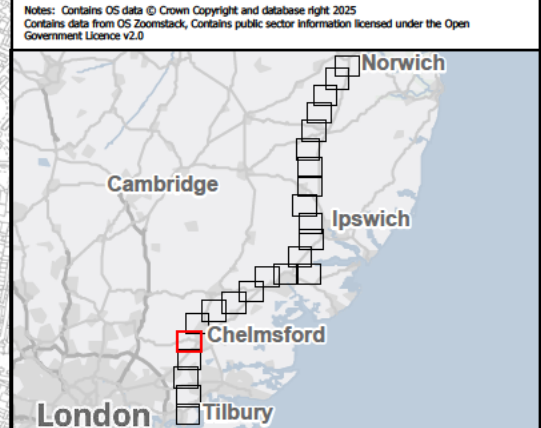 Notes: Contains OS data © Crown Copyright and database right 2025
Contains data from OS Zoomstack, Contains public sector information licensed under the Open
Government Licence v2.0
Norwich
Cambridge
Ipswich
Chelmsford
London
Tilbury